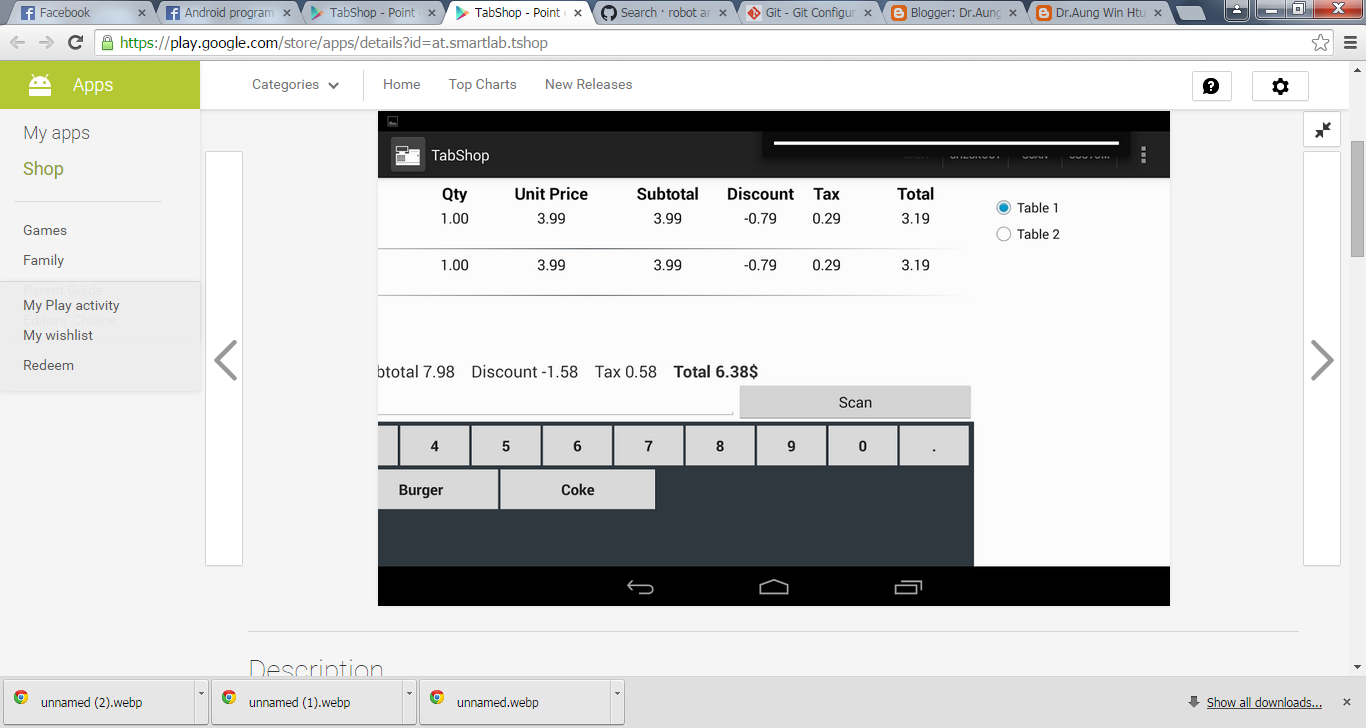 Facebook
Android program
TabShop - Point
TabShop - Point
Search · robot ar
Git - Git Configur
Blogger: Dr.Aung
Dr.Aung Win Htu
https://play.google.com/store/apps/details?id=at.smartlab.tshop
Apps
Categories Home Top Charts New Releases
My apps
Shop
Games
Family
Parent Guide
My Play activity
My wishlist
Redeem
TabShop
CHECKOUT SCAN CUSTOM
Qty Unit Price Subtotal Discount Tax Total
1.00 3.99 3.99 -0.79 0.29 3.19
1.00 3.99 3.99 -0.79 0.29 3.19
Table 1
Table 2
btotal 7.98 Discount -1.58 Tax 0.58 Total 6.38$
Scan
4 5 6 7 8 9 0 .
Burger Coke
Description
unnamed (2).webp unnamed (1).webp unnamed.webp Show all downloads...